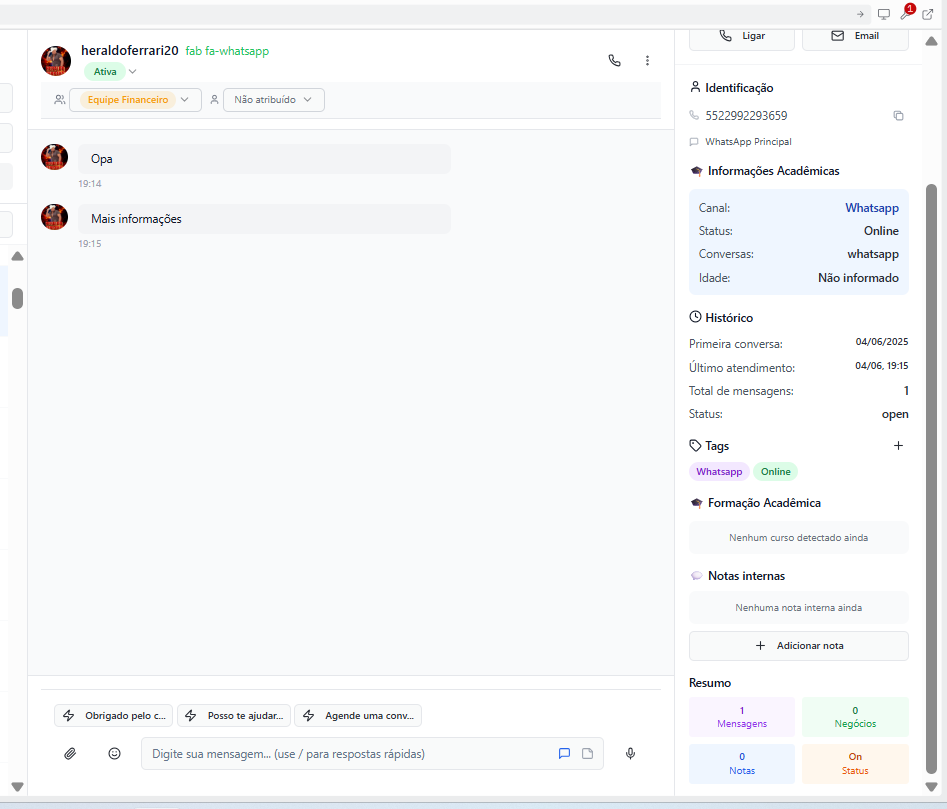 1
heraldoferrari20 fab fa-whatsapp
Ativa
Equipe Financeiro
Não atribuído
Opa
19:14
Mais informações
19:15
Obrigado pelo c...
Posso te ajudar...
Agende uma conv...
Digite sua mensagem... (use / para respostas rápidas)
Ligar
Email
Identificação
5522992293659
WhatsApp Principal
Informações Acadêmicas
Canal: Whatsapp
Status: Online
Conversas: whatsapp
Idade: Não informado
Histórico
Primeira conversa: 04/06/2025
Último atendimento: 04/06, 19:15
Total de mensagens: 1
Status: open
Tags
Whatsapp Online
Formação Acadêmica
Nenhum curso detectado ainda
Notas internas
Nenhuma nota interna ainda
Adicionar nota
Resumo
1
Mensagens
0
Negócios
0
Notas
On
Status